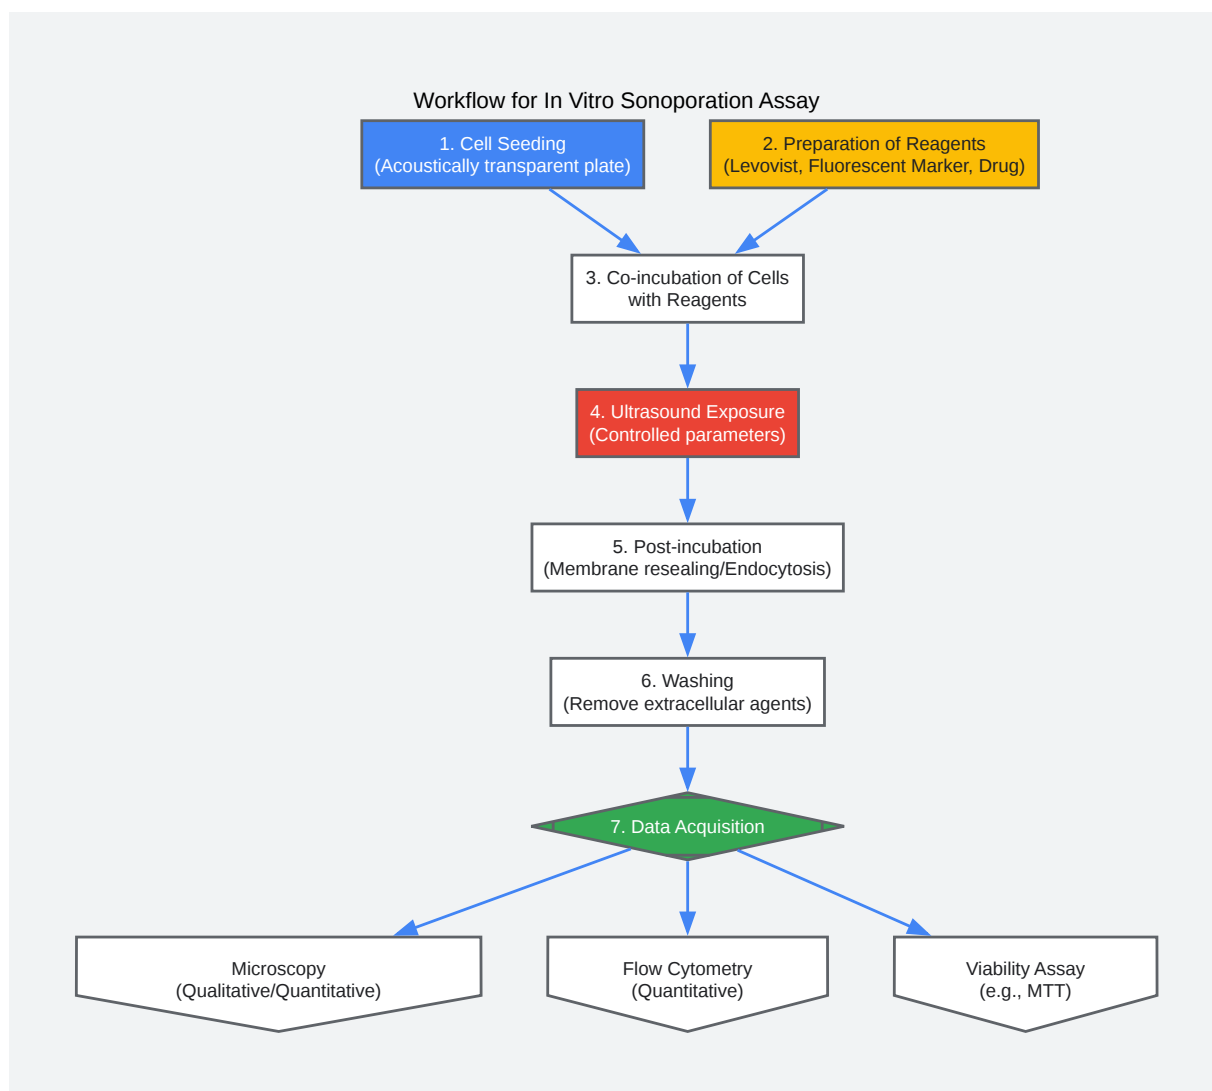 Workflow for In Vitro Sonoporation Assay
1. Cell Seeding
(Acoustically transparent plate)
2. Preparation of Reagents
(Levovist, Fluorescent Marker, Drug)
3. Co-incubation of Cells
with Reagents
4. Ultrasound Exposure
(Controlled parameters)
5. Post-incubation
(Membrane resealing/Endocytosis)
6. Washing
(Remove extracellular agents)
7. Data Acquisition
Microscopy
(Qualitative/Quantitative)
Flow Cytometry
(Quantitative)
Viability Assay
(e.g., MTT)